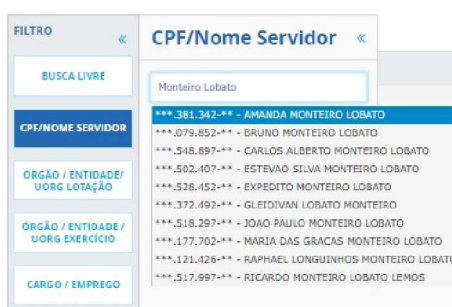 FILTRO «
BUSCA LIVRE
CPF/NOME SERVIDOR
ÓRGÃO / ENTIDADE/
UORG LOTAÇÃO
ÓRGÃO / ENTIDADE /
UORG EXERCÍCIO
CARGO / EMPREGO
CPF/Nome Servidor «
Monteiro Lobato
***.381.342-** - AMANDA MONTEIRO LOBATO
***.079.852-** - BRUNO MONTEIRO LOBATO
***.548.897-** - CARLOS ALBERTO MONTEIRO LOBATO
***.502.407-** - ESTEVAO SILVA MONTEIRO LOBATO
***.528.452-** - EXPEDITO MONTEIRO LOBATO
***.372.492-** - GLEIDIVAN LOBATO MONTEIRO
***.518.297-** - JOAO PAULO MONTEIRO LOBATO
***.177.702-** - MARIA DAS GRACAS MONTEIRO LOBATO
***.121.426-** - RAPHAEL LONGUINHOS MONTEIRO LOBATO
***.517.997-** - RICARDO MONTEIRO LOBATO LEMOS